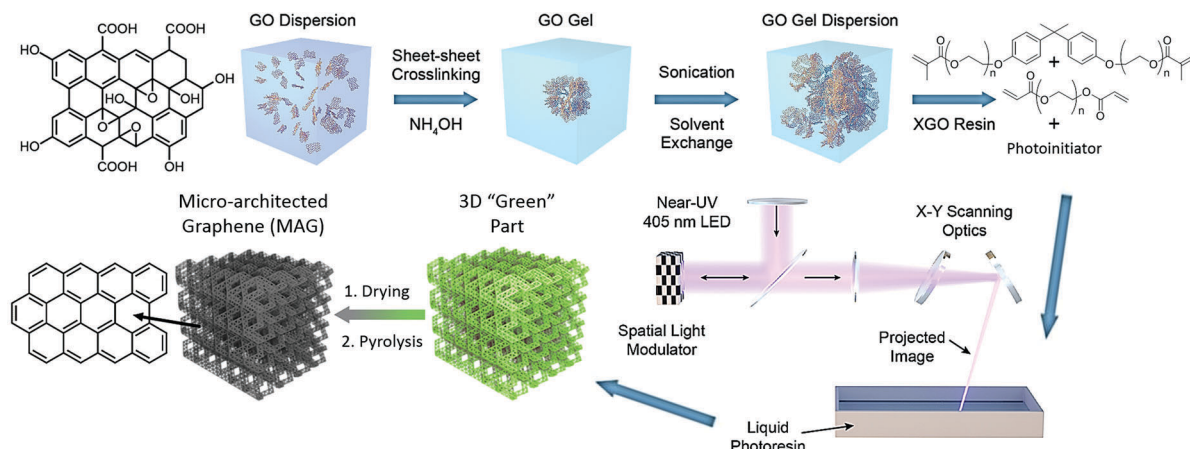 COOH
COOH
HO
OH
HO
OH
O
OH
O
O
HO
COOH
OH
GO Dispersion
Sheet-sheet
Crosslinking
NH₄OH
GO Gel
Sonication
Solvent
Exchange
GO Gel Dispersion
XGO Resin
O
O
O
n
O
+
O
O
n
O
O
O
O
n
O
O
+
Photoinitiator
Micro-architected
Graphene (MAG)
1. Drying
2. Pyrolysis
3D “Green”
Part
Near-UV
405 nm LED
X-Y Scanning
Optics
Spatial Light
Modulator
Projected
Image
Liquid
Photoresin